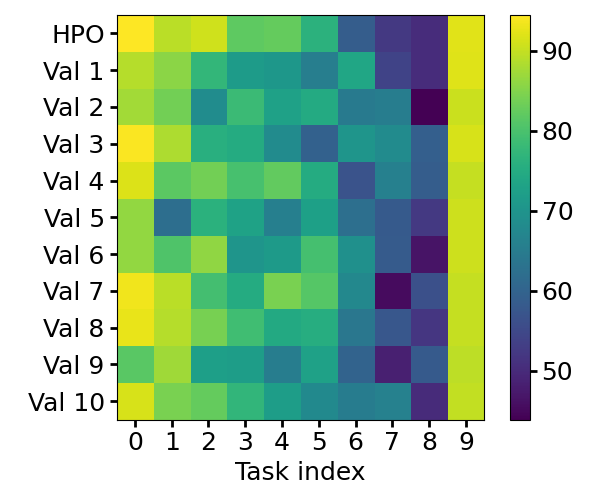 HPO
Val 1
Val 2
Val 3
Val 4
Val 5
Val 6
Val 7
Val 8
Val 9
Val 10
0 1 2 3 4 5 6 7 8 9
Task index
90
80
70
60
50